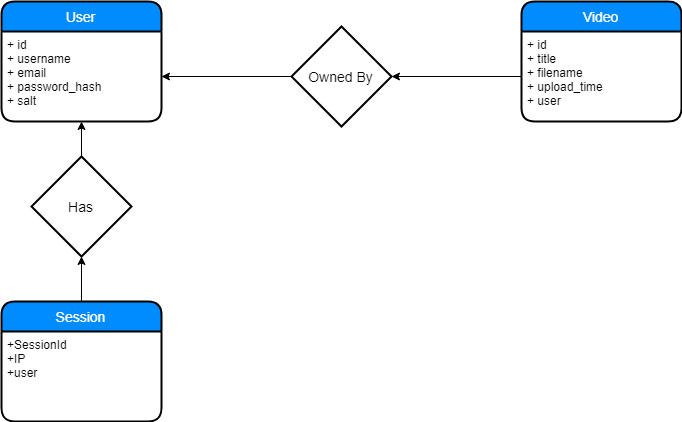 User
+ id
+ username
+ email
+ password_hash
+ salt
Owned By
Video
+ id
+ title
+ filename
+ upload_time
+ user
Has
Session
+SessionId
+IP
+user